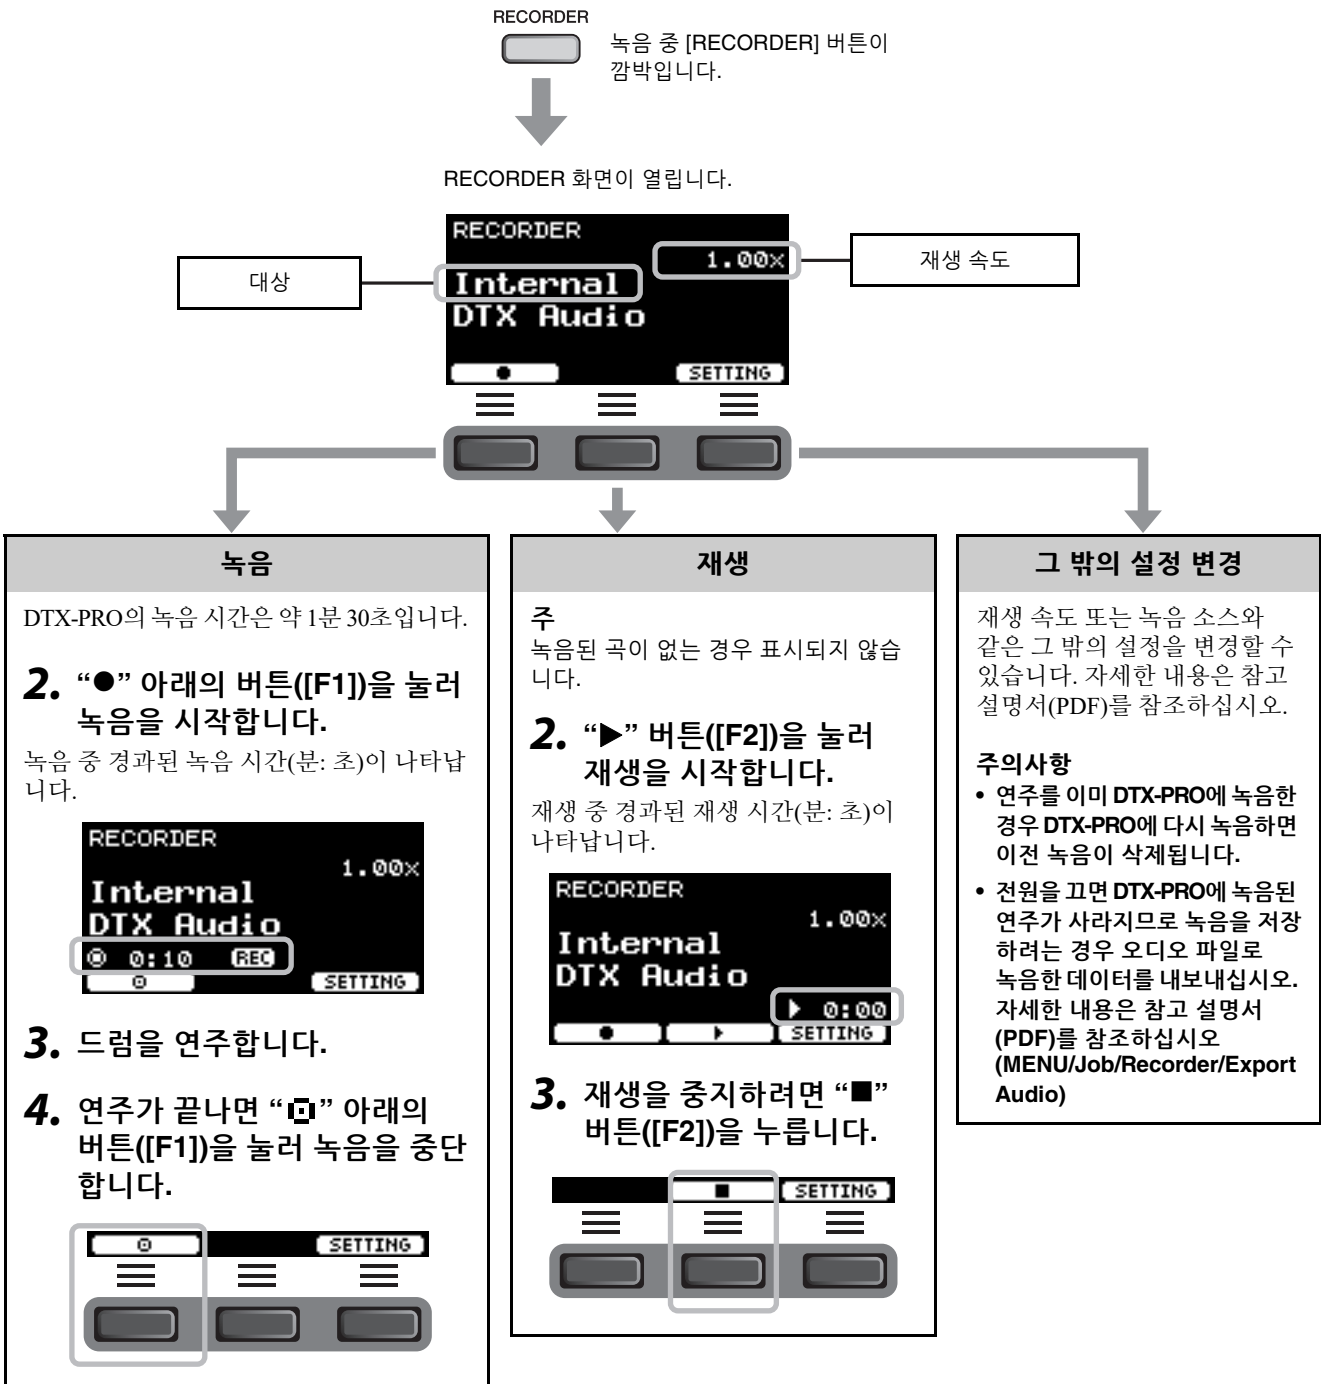 RECORDER
녹음 중 [RECORDER] 버튼이
깜박입니다.
RECORDER 화면이 열립니다.
RECORDER
1.00×
Internal
DTX Audio
●
SETTING
대상
재생 속도
녹음
DTX-PRO의 녹음 시간은 약 1분 30초입니다.
2. “●” 아래의 버튼([F1])을 눌러
녹음을 시작합니다.
녹음 중 경과된 녹음 시간(분: 초)이 나타납
니다.
RECORDER
1.00×
Internal
DTX Audio
0:10 REC
SETTING
3. 드럼을 연주합니다.
4. 연주가 끝나면 “⊡” 아래의
버튼([F1])을 눌러 녹음을 중단
합니다.
SETTING
재생
주
녹음된 곡이 없는 경우 표시되지 않습
니다.
2. “▶” 버튼([F2])을 눌러
재생을 시작합니다.
재생 중 경과된 재생 시간(분: 초)이
나타납니다.
RECORDER
1.00×
Internal
DTX Audio
▶ 0:00
● ▶ SETTING
3. 재생을 중지하려면 “■”
버튼([F2])을 누릅니다.
■ SETTING
그 밖의 설정 변경
재생 속도 또는 녹음 소스와
같은 그 밖의 설정을 변경할 수
있습니다. 자세한 내용은 참고
설명서(PDF)를 참조하십시오.
주의사항
• 연주를 이미 DTX-PRO에 녹음한
경우 DTX-PRO에 다시 녹음하면
이전 녹음이 삭제됩니다.
• 전원을 끄면 DTX-PRO에 녹음된
연주가 사라지므로 녹음을 저장
하려는 경우 오디오 파일로
녹음한 데이터를 내보내십시오.
자세한 내용은 참고 설명서
(PDF)를 참조하십시오
(MENU/Job/Recorder/Export
Audio)